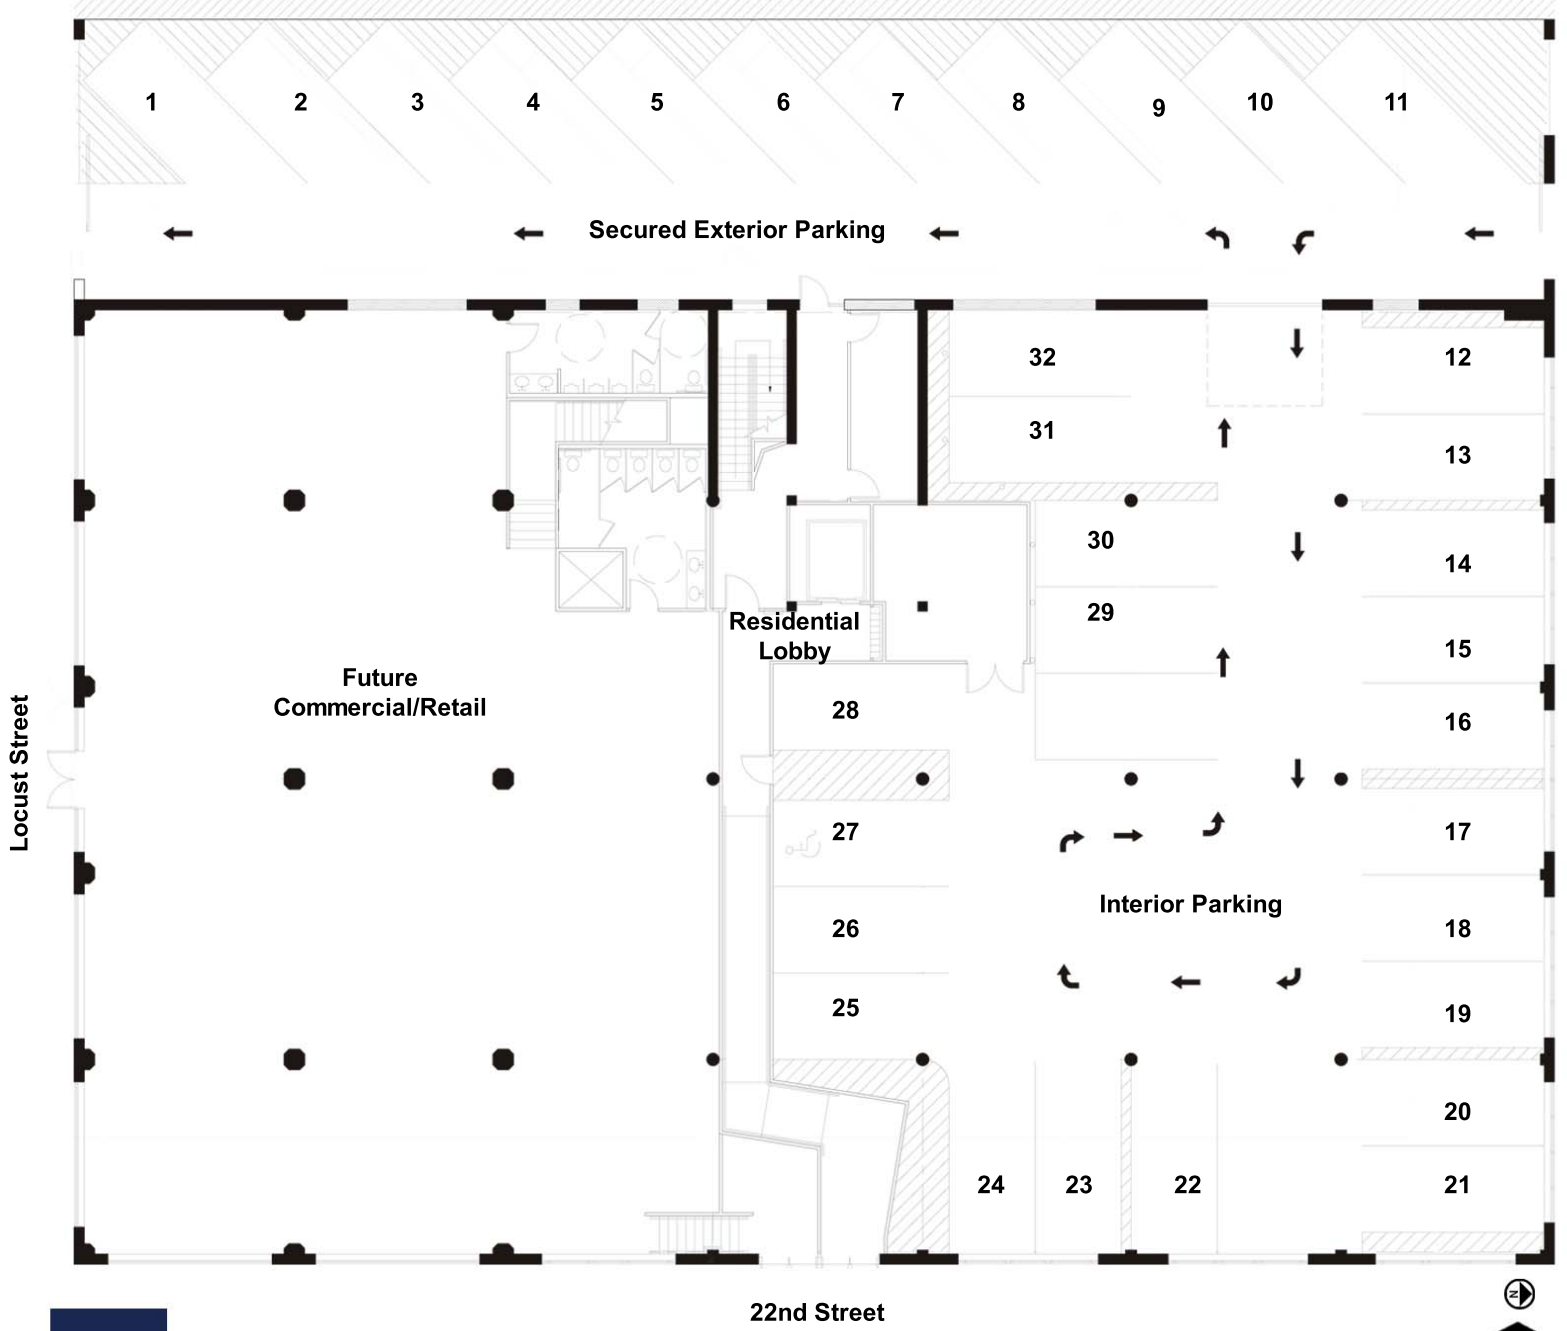 1 2 3 4 5 6 7 8 9 10 11
Secured Exterior Parking
32 12
31 13
30 14
29 15
Residential
Lobby
Future
Commercial/Retail
28 16
Locust Street
27 17
Interior Parking
26 18
25 19
20
24 23 22 21
22nd Street
N